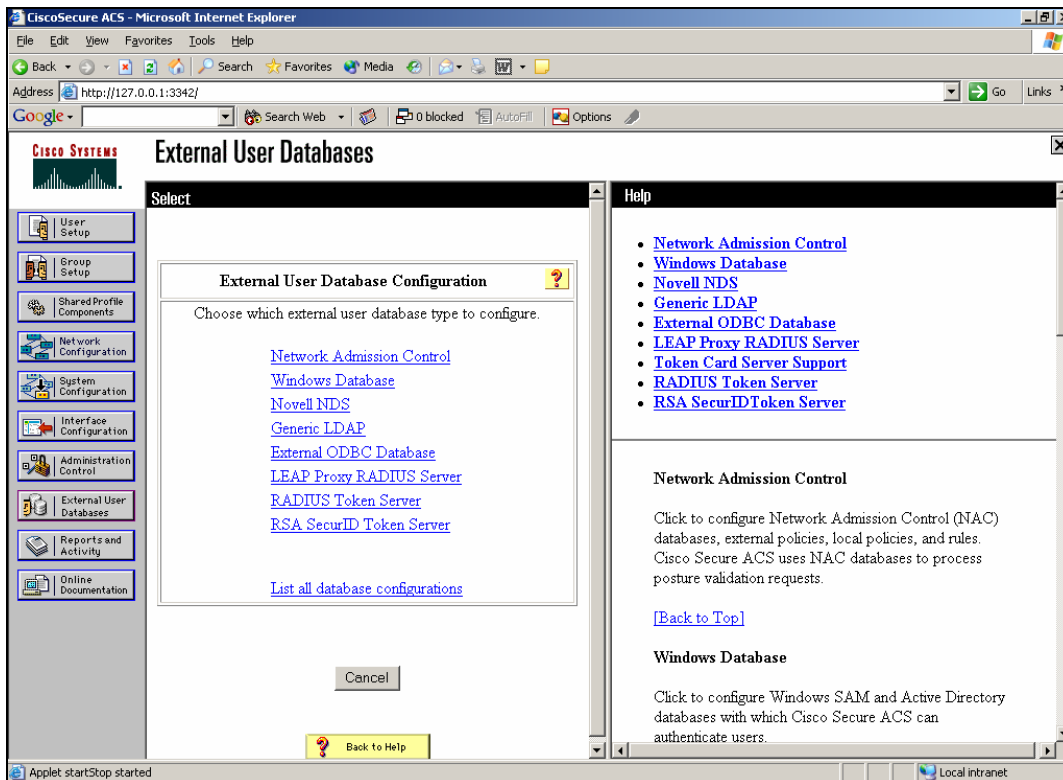 CiscoSecure ACS - Microsoft Internet Explorer
File Edit View Favorites Tools Help
Back Search Favorites Media
Address http://127.0.0.1:3342/ Go Links
Google Search Web 0 blocked AutoFill Options
CISCO SYSTEMS
External User Databases
Select
User
Setup
Group
Setup
Shared Profile
Components
Network
Configuration
System
Configuration
Interface
Configuration
Administration
Control
External User
Databases
Reports and
Activity
Online
Documentation
External User Database Configuration
?
Choose which external user database type to configure.
Network Admission Control
Windows Database
Novell NDS
Generic LDAP
External ODBC Database
LEAP Proxy RADIUS Server
RADIUS Token Server
RSA SecurID Token Server
List all database configurations
Cancel
? Back to Help
Help
Network Admission Control
Windows Database
Novell NDS
Generic LDAP
External ODBC Database
LEAP Proxy RADIUS Server
Token Card Server Support
RADIUS Token Server
RSA SecurIDToken Server
Network Admission Control
Click to configure Network Admission Control (NAC)
databases, external policies, local policies, and rules.
Cisco Secure ACS uses NAC databases to process
posture validation requests.
[Back to Top]
Windows Database
Click to configure Windows SAM and Active Directory
databases with which Cisco Secure ACS can
authenticate users.
Applet startStop started
Local intranet